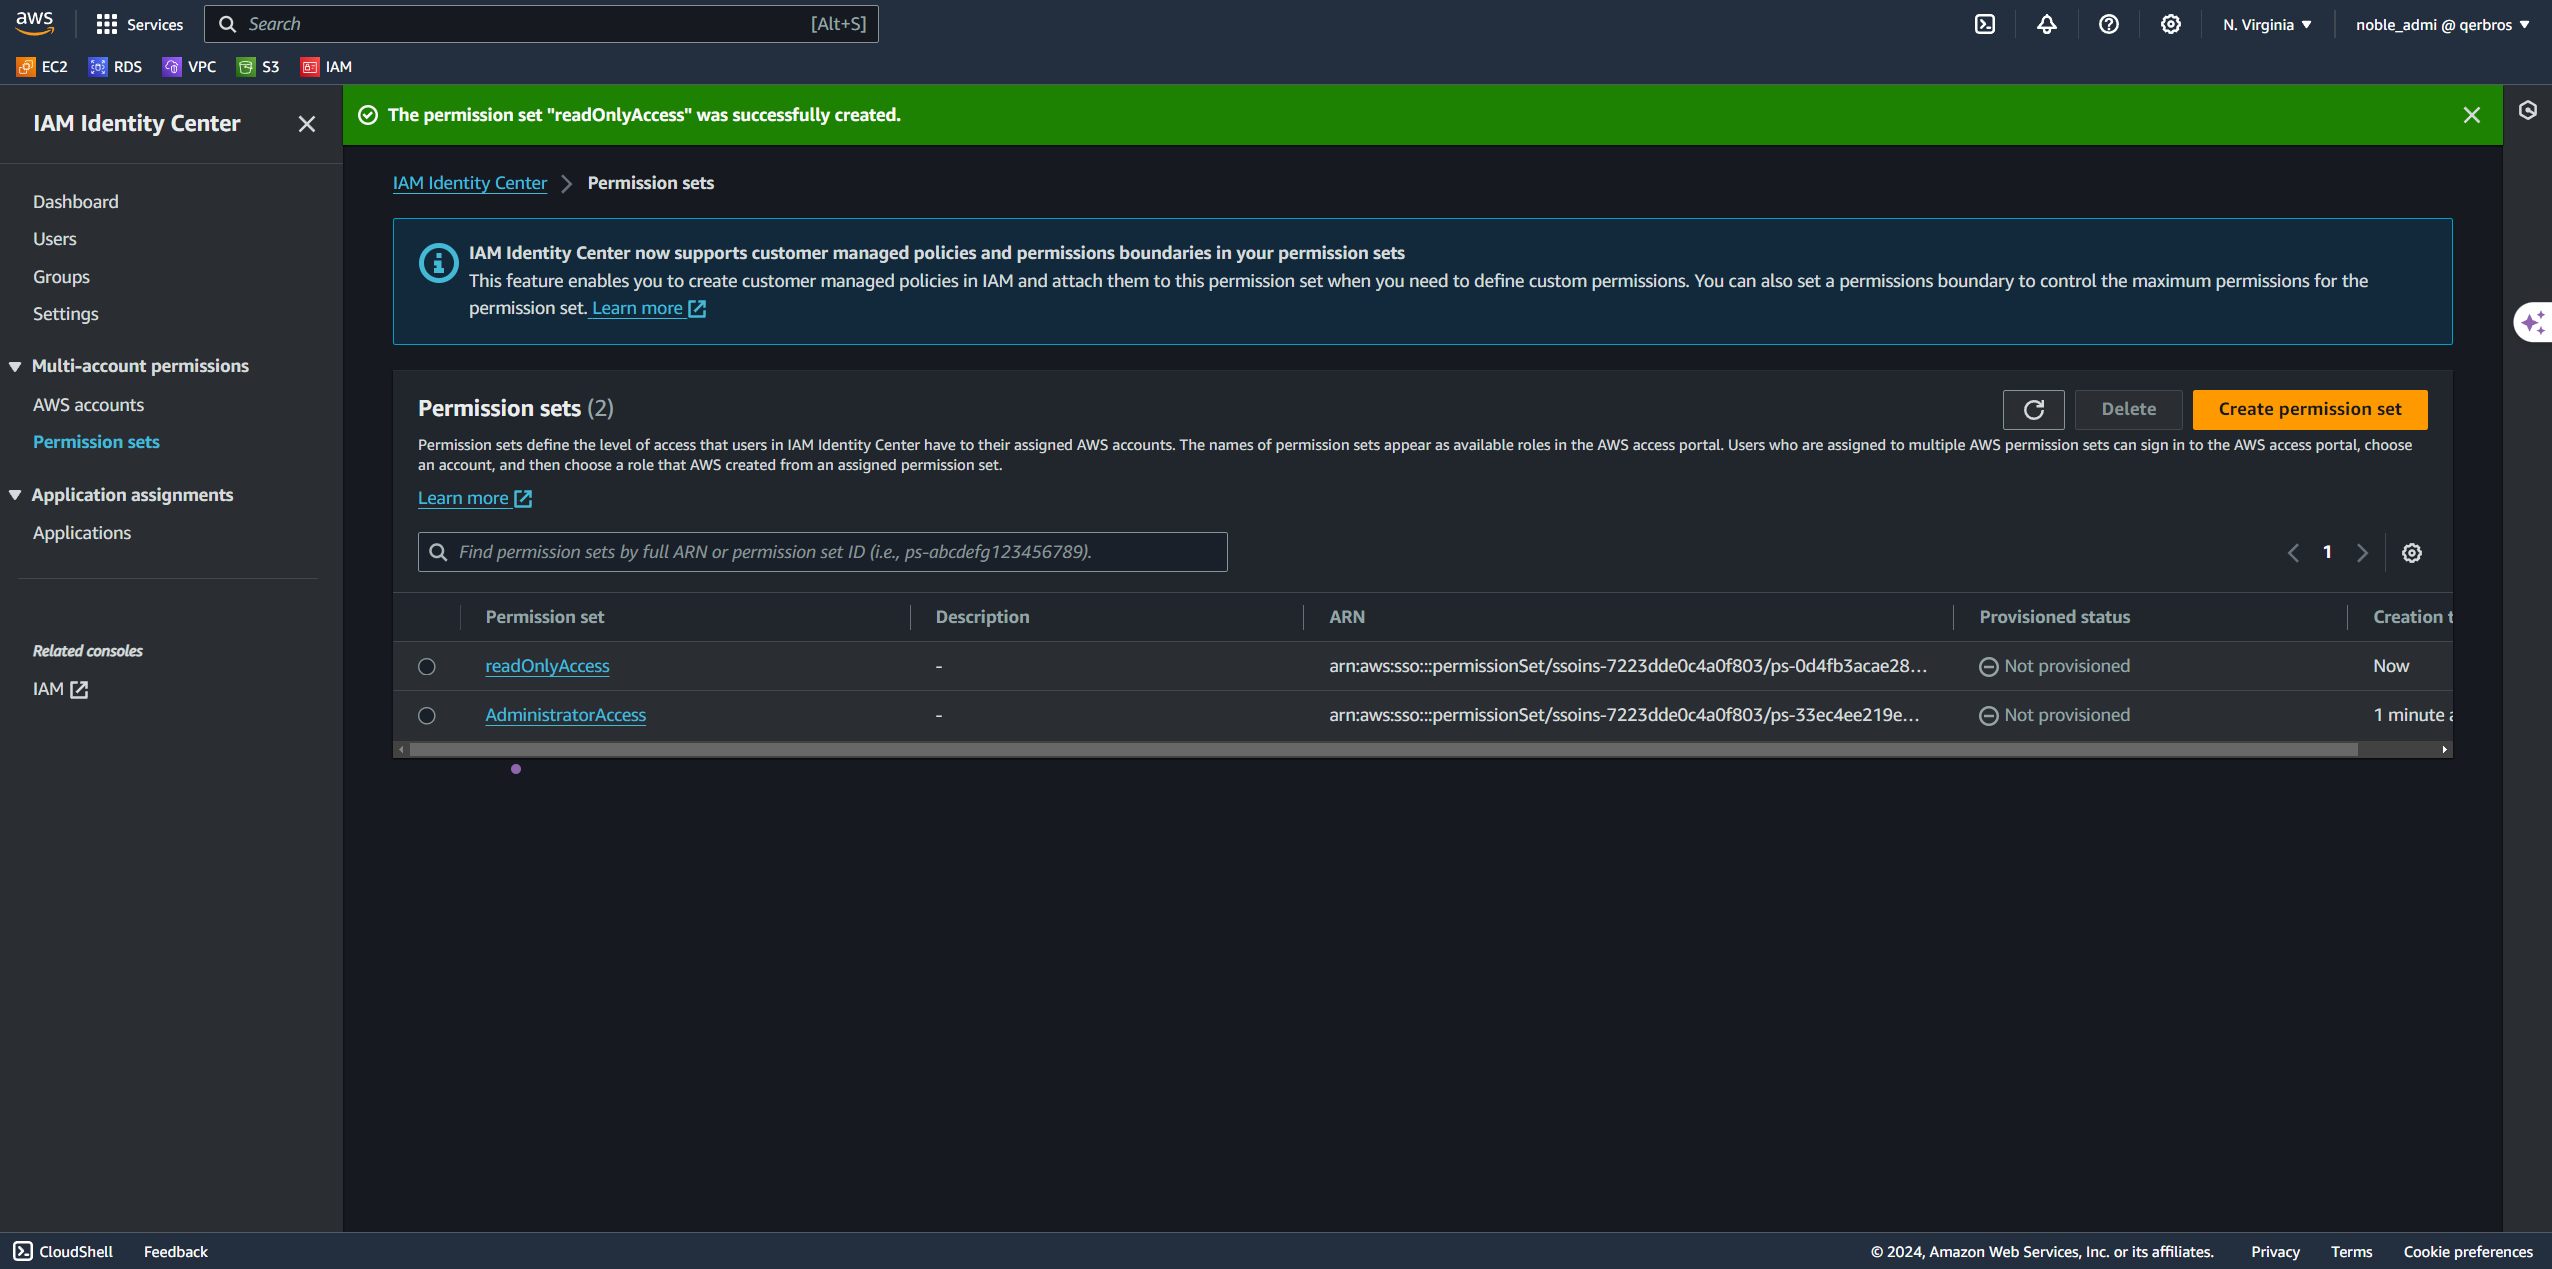 aws
Services
Search
[Alt+S]
N. Virginia
noble_admi @ qerbros
EC2
RDS
VPC
S3
IAM
IAM Identity Center
The permission set "readOnlyAccess" was successfully created.
Dashboard
Users
Groups
Settings
Multi-account permissions
AWS accounts
Permission sets
Application assignments
Applications
Related consoles
IAM
IAM Identity Center
Permission sets
IAM Identity Center now supports customer managed policies and permissions boundaries in your permission sets
This feature enables you to create customer managed policies in IAM and attach them to this permission set when you need to define custom permissions. You can also set a permissions boundary to control the maximum permissions for the
permission set. Learn more
Permission sets (2)
Delete
Create permission set
Permission sets define the level of access that users in IAM Identity Center have to their assigned AWS accounts. The names of permission sets appear as available roles in the AWS access portal. Users who are assigned to multiple AWS permission sets can sign in to the AWS access portal, choose
an account, and then choose a role that AWS created from an assigned permission set.
Learn more
Find permission sets by full ARN or permission set ID (i.e., ps-abcdefg123456789).
1
Permission set
Description
ARN
Provisioned status
Creation t
readOnlyAccess
-
arn:aws:sso:::permissionSet/ssoins-7223dde0c4a0f803/ps-0d4fb3acae28...
Not provisioned
Now
AdministratorAccess
-
arn:aws:sso:::permissionSet/ssoins-7223dde0c4a0f803/ps-33ec4ee219e...
Not provisioned
1 minute a
CloudShell
Feedback
© 2024, Amazon Web Services, Inc. or its affiliates.
Privacy
Terms
Cookie preferences